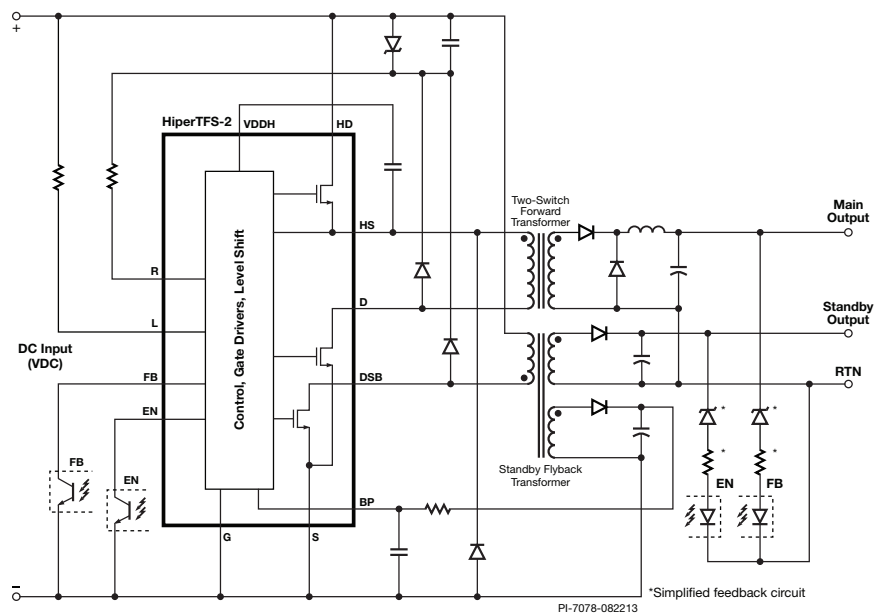 +
HiperTFS-2
VDDH
HD
Two-Switch
Forward
Transformer
Main
Output
HS
Control, Gate Drivers, Level Shift
R
D
L
Standby
Output
DC Input
(VDC)
FB
DSB
RTN
EN
*
*
*
*
FB
EN
Standby Flyback
Transformer
EN
FB
BP
G
S
–
*Simplified feedback circuit
PI-7078-082213